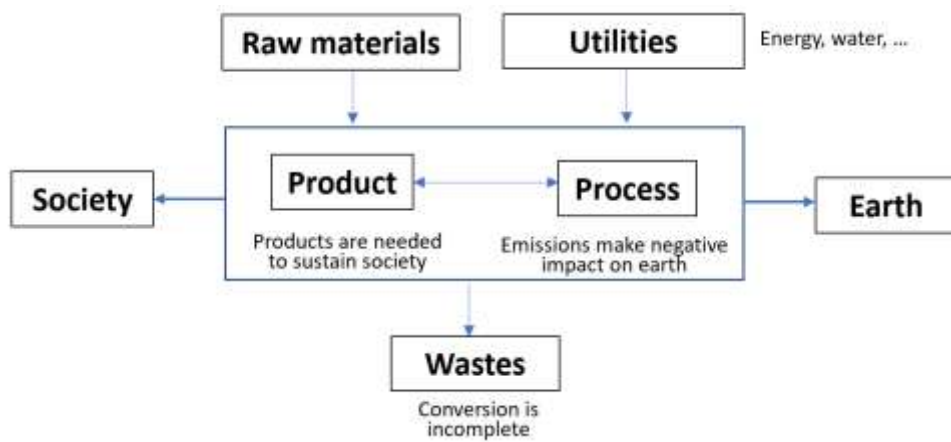 Raw materials
Utilities
Energy, water, ...
Society
Product
Process
Earth
Products are needed
to sustain society
Emissions make negative
impact on earth
Wastes
Conversion is
incomplete